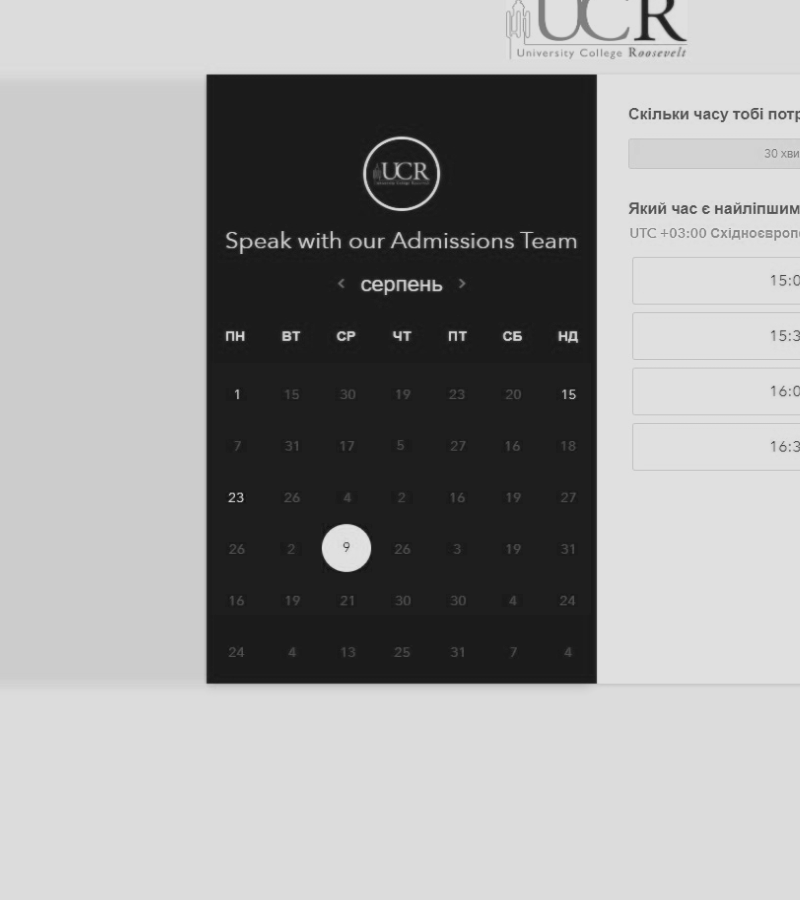 UCR
University College Roosevelt
UCR
Speak with our Admissions Team
< серпень >
ПН ВТ СР ЧТ ПТ СБ НД
1 15 30 19 23 20 15
7 31 17 5 27 16 18
23 26 4 2 16 19 27
26 2 9 26 3 19 31
16 19 21 30 30 4 24
24 4 13 25 31 7 4
Скільки часу тобі потр
30 хви
Який час є найліпшим
UTC +03:00 Східноєвропе
15:0
15:3
16:0
16:3